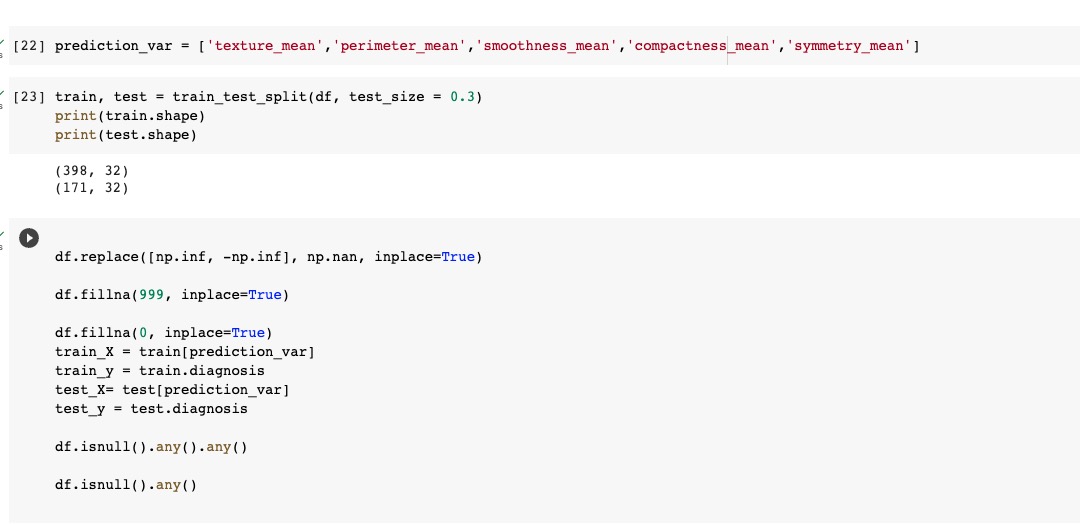 [22] prediction_var = ['texture_mean','perimeter_mean','smoothness_mean','compactness_mean','symmetry_mean']
[23] train, test = train_test_split(df, test_size = 0.3)
print(train.shape)
print(test.shape)
(398, 32)
(171, 32)
df.replace([np.inf, -np.inf], np.nan, inplace=True)
df.fillna(999, inplace=True)
df.fillna(0, inplace=True)
train_X = train[prediction_var]
train_y = train.diagnosis
test_X= test[prediction_var]
test_y = test.diagnosis
df.isnull().any().any()
df.isnull().any()